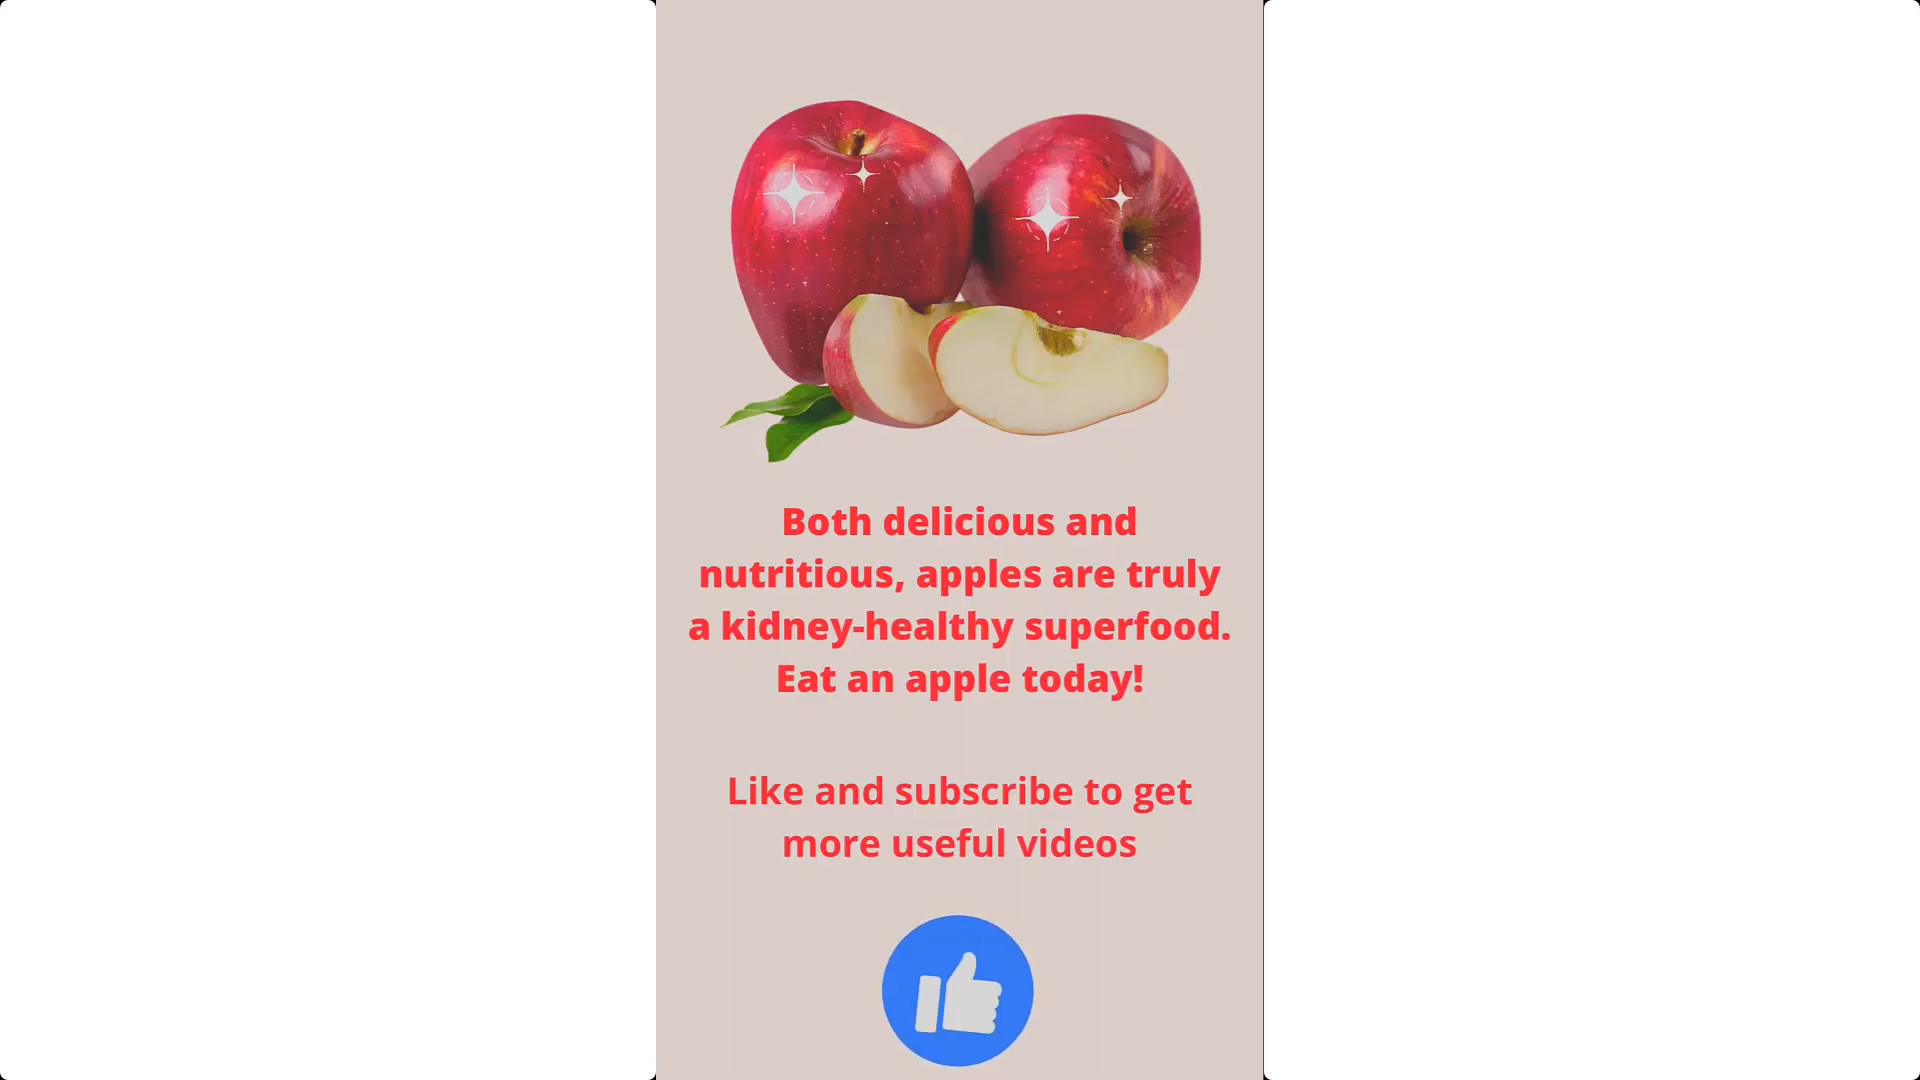 Both delicious and
nutritious, apples are truly
a kidney-healthy superfood.
Eat an apple today!
Like and subscribe to get
more useful videos